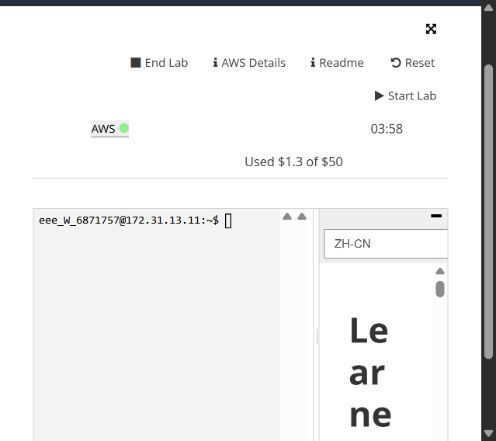 End Lab AWS Details Readme Reset
Start Lab
AWS 03:58
Used $1.3 of $50
eee_W_6871757@172.31.13.11:~$
ZH-CN
Le
ar
ne